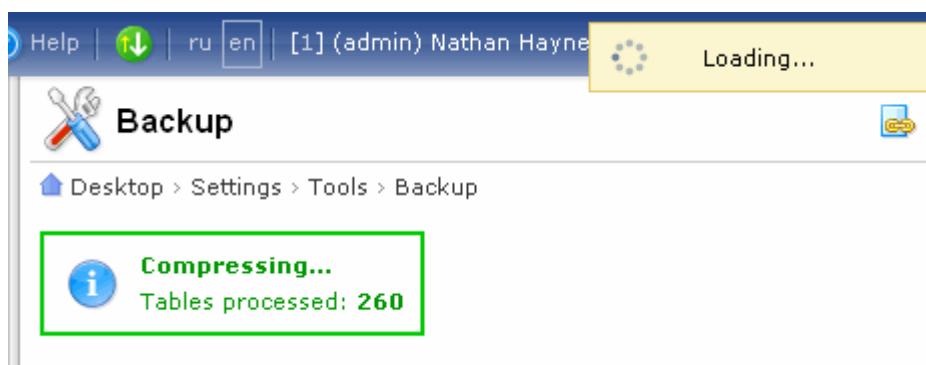 Help | ru en | [1] (admin) Nathan Hayne
Loading...
Backup
Desktop > Settings > Tools > Backup
Compressing...
Tables processed: 260